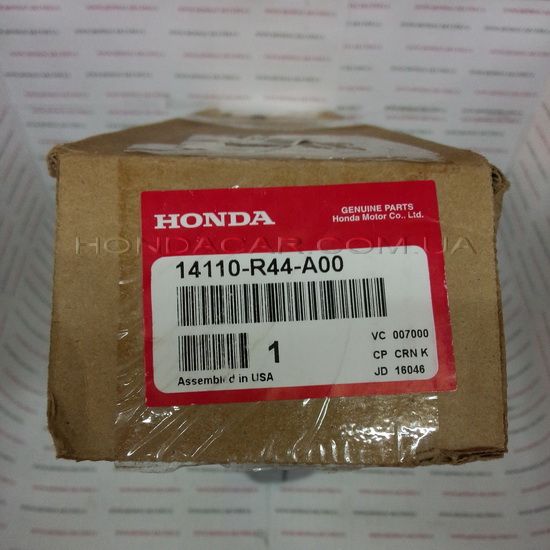 HONDA
GENUINE PARTS
Honda Motor Co., Ltd.
HONDACAR.COM.UA
14110-R44-A00
1
VC 007000
CP CRN K
JD 16046
Assembled in USA